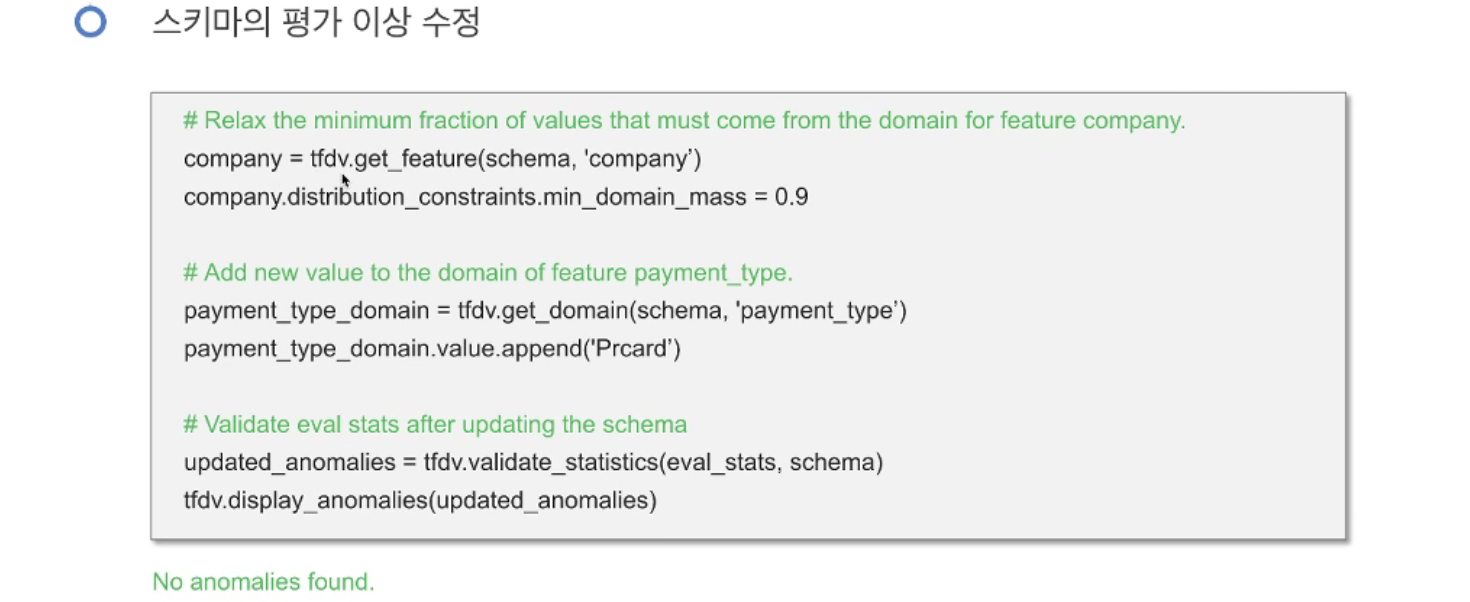 스키마의 평가 이상 수정
# Relax the minimum fraction of values that must come from the domain for feature company.
company = tfdv.get_feature(schema, 'company’)
company.distribution_constraints.min_domain_mass = 0.9
# Add new value to the domain of feature payment_type.
payment_type_domain = tfdv.get_domain(schema, 'payment_type’)
payment_type_domain.value.append('Prcard’)
# Validate eval stats after updating the schema
updated_anomalies = tfdv.validate_statistics(eval_stats, schema)
tfdv.display_anomalies(updated_anomalies)
No anomalies found.